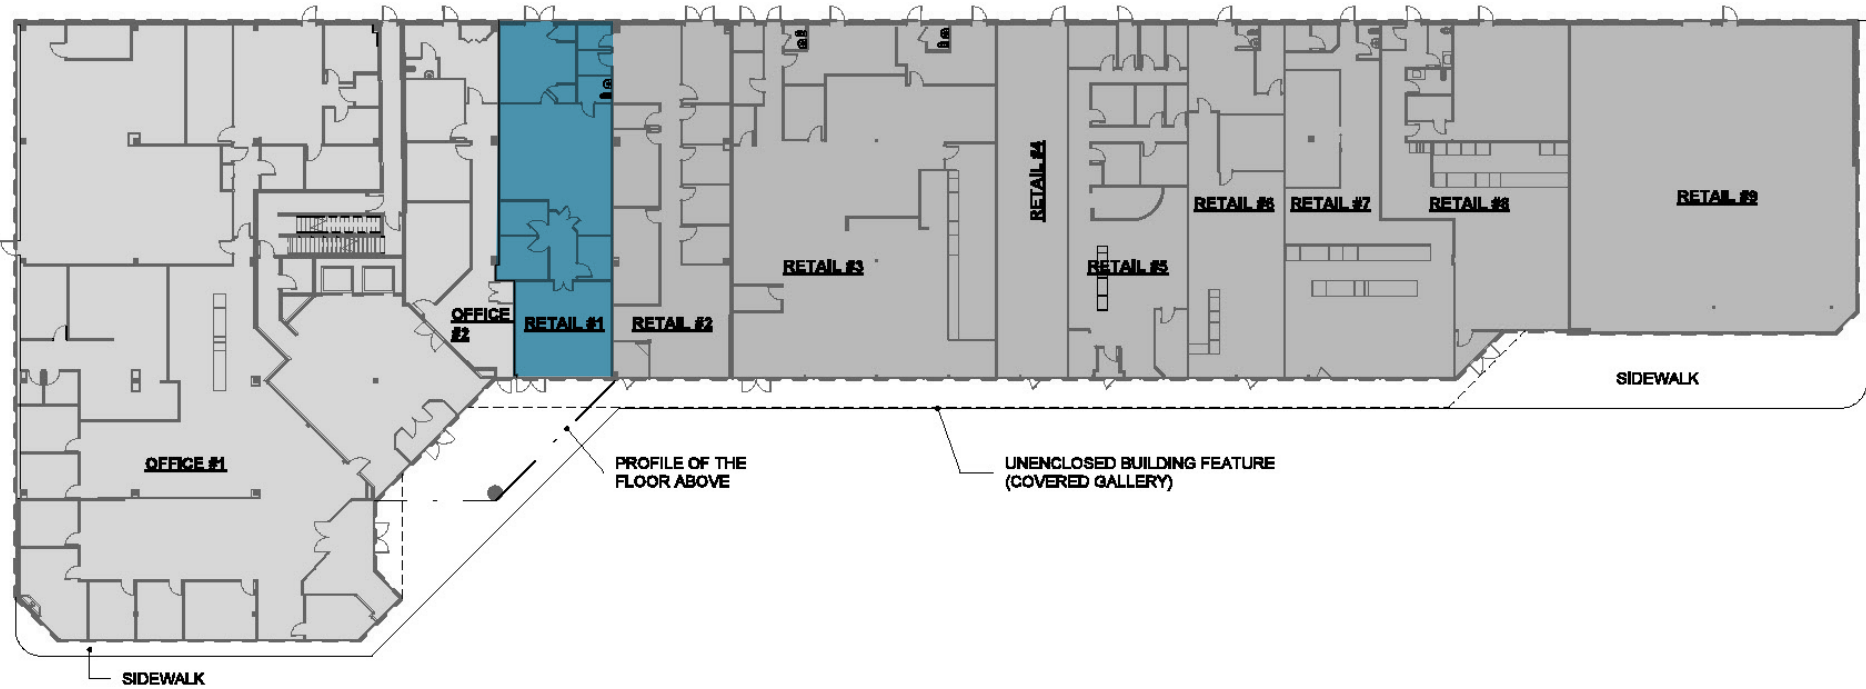 RETAIL #4
RETAIL #9
RETAIL #6
RETAIL #7
RETAIL #8
RETAIL #3
RETAIL #5
OFFICE
#2
RETAIL #1
RETAIL #2
SIDEWALK
OFFICE #1
PROFILE OF THE
FLOOR ABOVE
UNENCLOSED BUILDING FEATURE
(COVERED GALLERY)
SIDEWALK